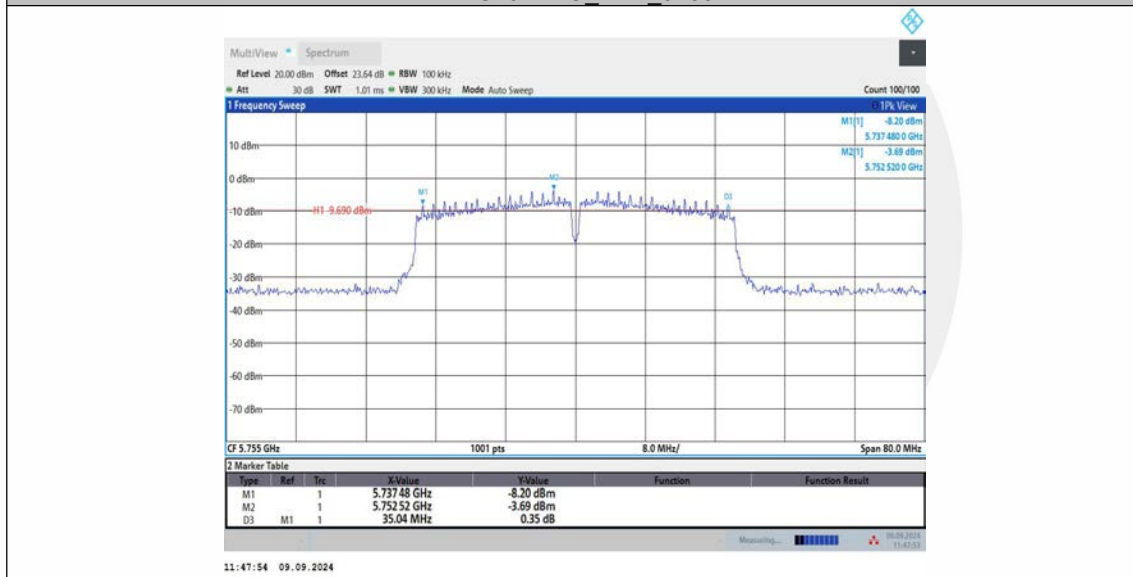 MultiView Spectrum
Ref Level 20.00 dBm Offset 23.64 dB RBW 100 kHz
Att 30 dB SWT 1.01 ms VBW 300 kHz Mode Auto Sweep Count 100/100
1 Frequency Sweep 1Pk View
M1[1] -8.20 dBm
5.737 480 0 GHz
M2[1] -3.69 dBm
5.752 520 0 GHz
10 dBm
0 dBm
M1 M2 D3
-10 dBm H1 -9.690 dBm
-20 dBm
-30 dBm
-40 dBm
-50 dBm
-60 dBm
-70 dBm
CF 5.755 GHz 1001 pts 8.0 MHz/ Span 80.0 MHz
2 Marker Table
Type Ref Trc X-Value Y-Value Function Function Result
M1 1 5.737 48 GHz -8.20 dBm
M2 1 5.752 52 GHz -3.69 dBm
D3 M1 1 35.04 MHz 0.35 dB
Measuring... 09.09.2024
11:47:53
11:47:54 09.09.2024